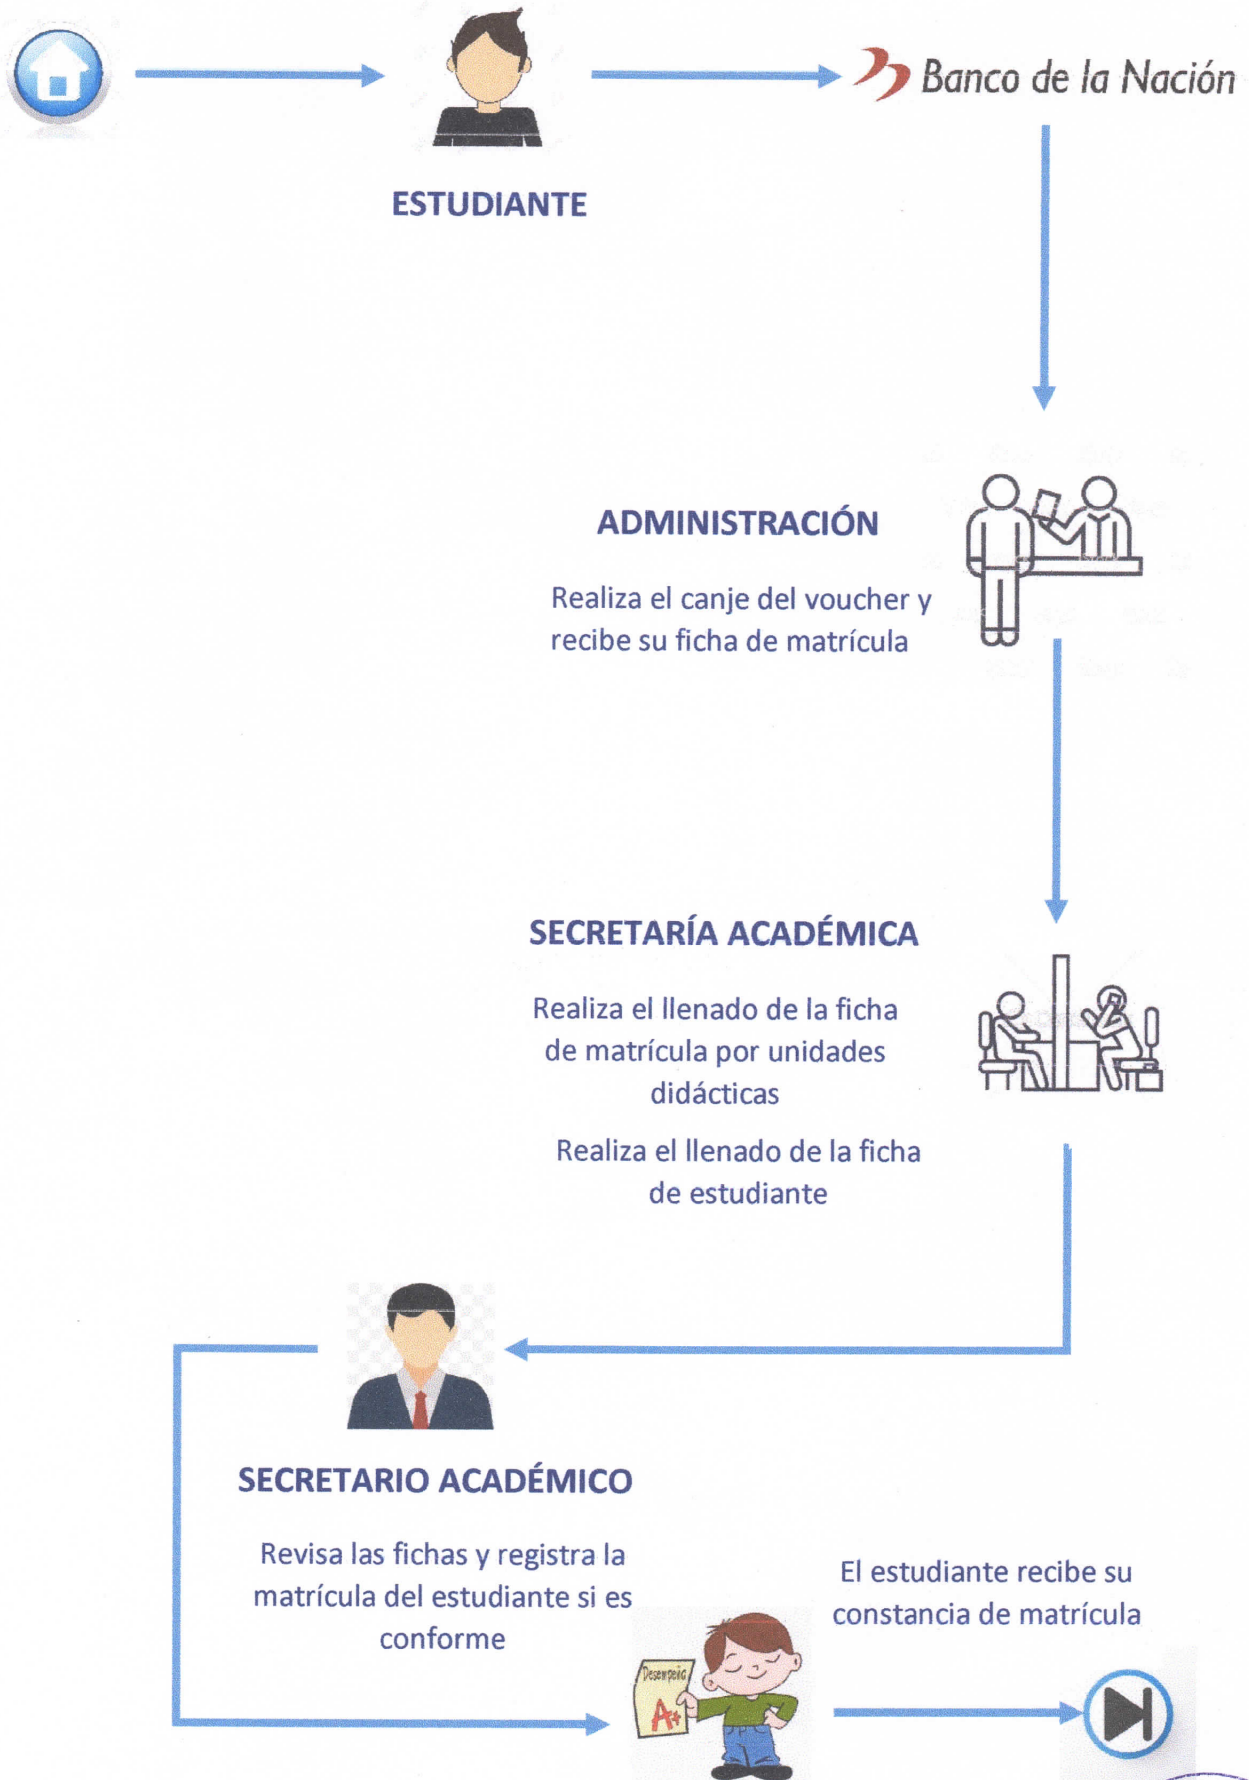 Banco de la Nación
ESTUDIANTE
ADMINISTRACIÓN
Realiza el canje del voucher y
recibe su ficha de matrícula
SECRETARÍA ACADÉMICA
Realiza el llenado de la ficha
de matrícula por unidades
didácticas
Realiza el llenado de la ficha
de estudiante
SECRETARIO ACADÉMICO
Revisa las fichas y registra la
matrícula del estudiante si es
conforme
El estudiante recibe su
constancia de matrícula
Desempeño
A+